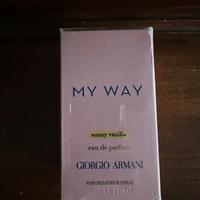 MY WAY
sunny vanilla
eau de parfum
GIORGIO ARMANI
VAPORISATEUR SPRAY